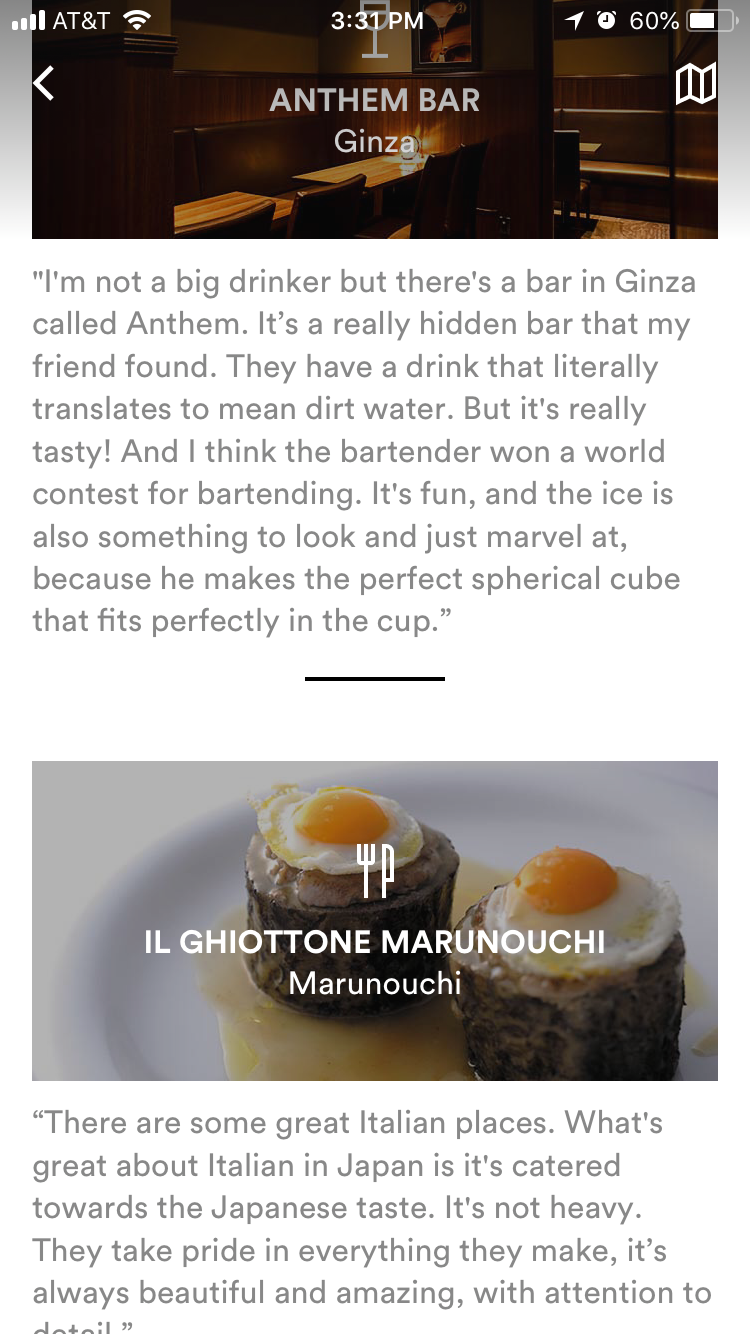 AT&T 3:31 PM 60%
ANTHEM BAR
Ginza
"I'm not a big drinker but there's a bar in Ginza
called Anthem. It’s a really hidden bar that my
friend found. They have a drink that literally
translates to mean dirt water. But it's really
tasty! And I think the bartender won a world
contest for bartending. It's fun, and the ice is
also something to look and just marvel at,
because he makes the perfect spherical cube
that fits perfectly in the cup.”
IL GHIOTTONE MARUNOUCHI
Marunouchi
“There are some great Italian places. What's
great about Italian in Japan is it's catered
towards the Japanese taste. It's not heavy.
They take pride in everything they make, it’s
always beautiful and amazing, with attention to
detail.”